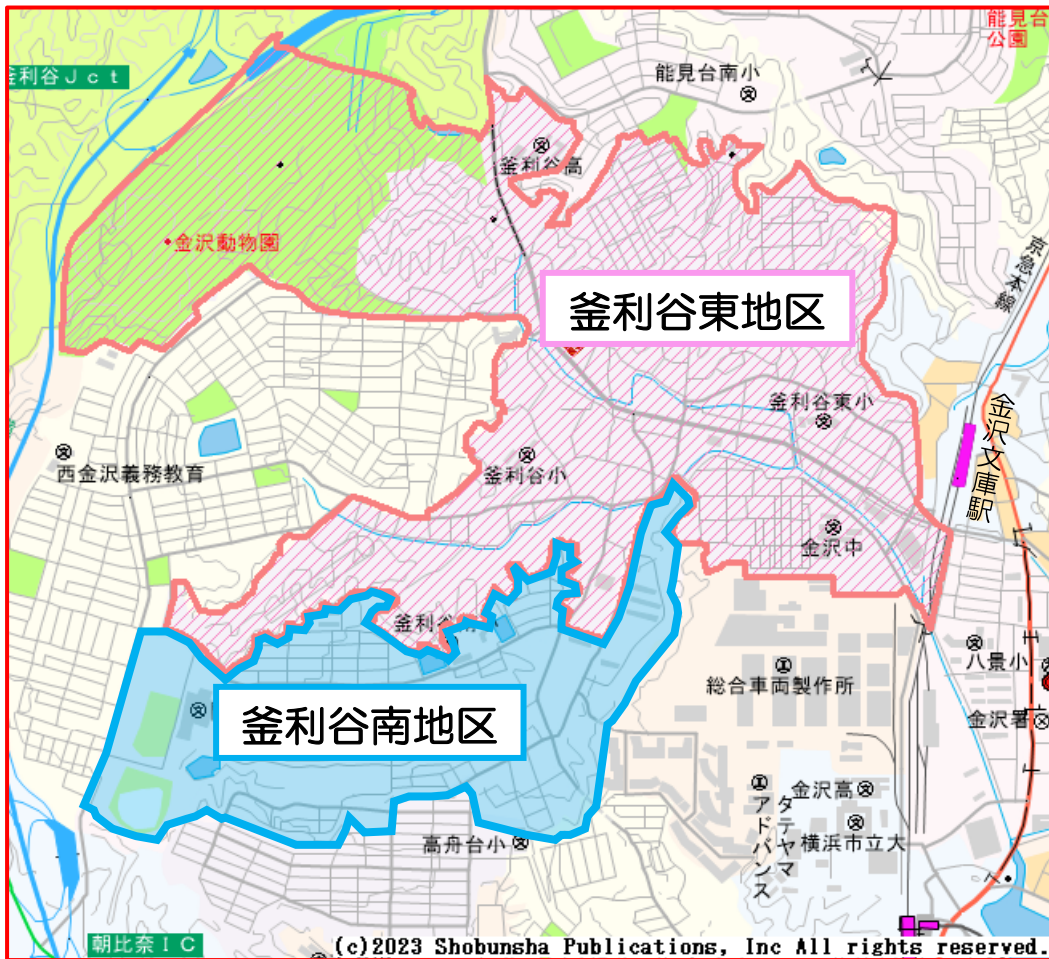 能見台
公園
釜利谷Jct
能見台南小
釜利谷高
金沢動物園
京急本線
釜利谷東地区
釜利谷東小
金沢文庫駅
西金沢義務教育
釜利谷小
金沢中
八景小
総合車両製作所
釜利谷南地区
金沢署
金沢高
タテヤマ
アドバンス
横浜市立大
高舟台小
朝比奈IC
(c)2023 Shobunsha Publications, Inc All rights reserved.